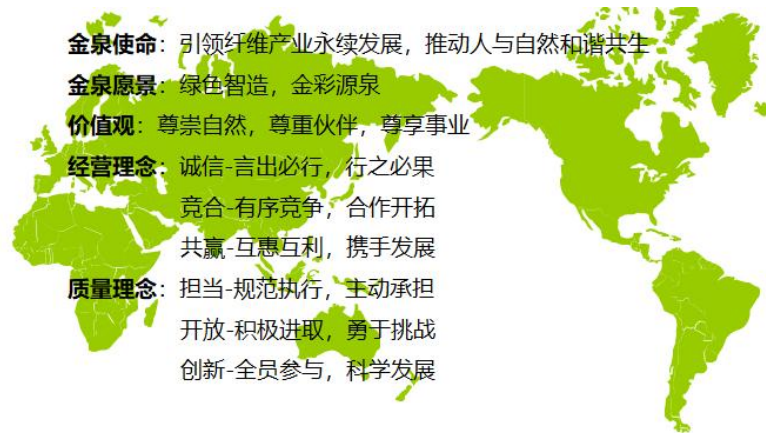 金泉使命：引领纤维产业永续发展，推动人与自然和谐共生
金泉愿景：绿色智造，金彩源泉
价值观：尊崇自然，尊重伙伴，尊享事业
经营理念：诚信-言出必行，行之必果
竞合-有序竞争，合作开拓
共赢-互惠互利，携手发展
质量理念：担当-规范执行，主动承担
开放-积极进取，勇于挑战
创新-全员参与，科学发展